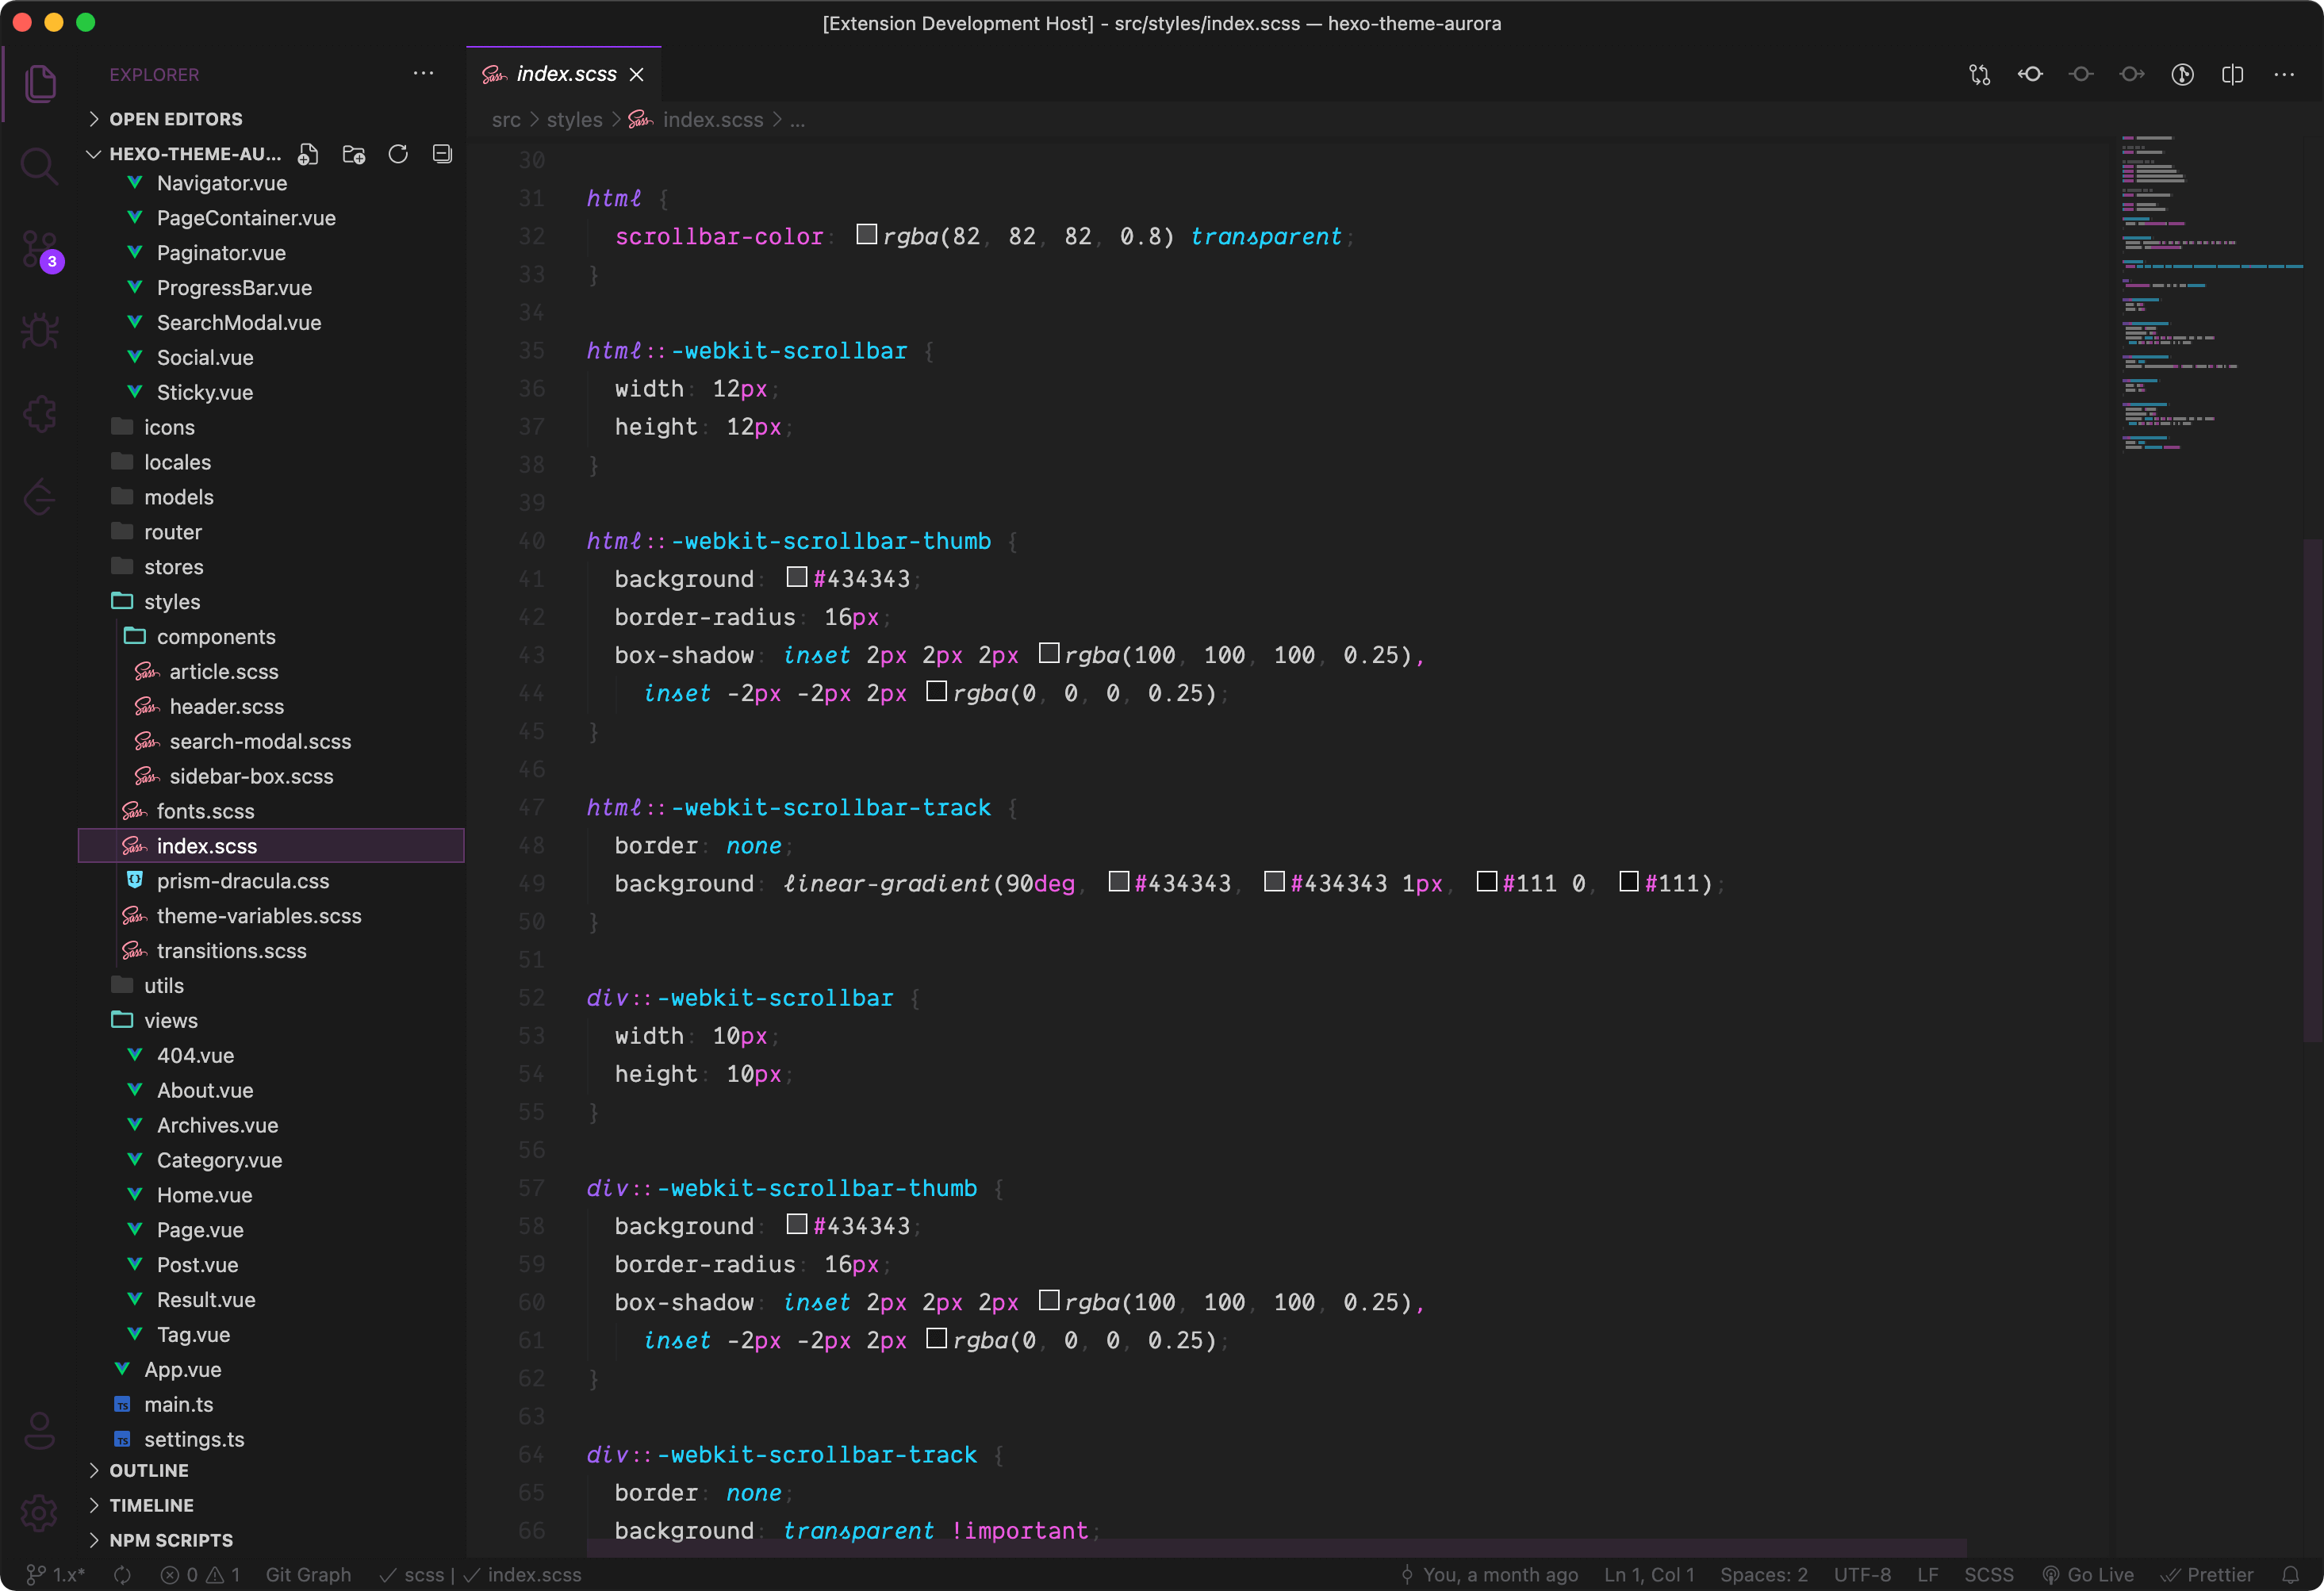 [Extension Development Host] - src/styles/index.scss — hexo-theme-aurora
EXPLORER
OPEN EDITORS
HEXO-THEME-AU...
Navigator.vue
PageContainer.vue
Paginator.vue
3
ProgressBar.vue
SearchModal.vue
Social.vue
Sticky.vue
icons
locales
models
router
stores
styles
components
article.scss
header.scss
search-modal.scss
sidebar-box.scss
fonts.scss
index.scss
prism-dracula.css
theme-variables.scss
transitions.scss
utils
views
404.vue
About.vue
Archives.vue
Category.vue
Home.vue
Page.vue
Post.vue
Result.vue
Tag.vue
App.vue
main.ts
settings.ts
OUTLINE
TIMELINE
NPM SCRIPTS
index.scss
src > styles > index.scss > ...
30
31 html {
32 scrollbar-color: rgba(82, 82, 82, 0.8) transparent;
33 }
34
35 html::-webkit-scrollbar {
36 width: 12px;
37 height: 12px;
38 }
39
40 html::-webkit-scrollbar-thumb {
41 background: #434343;
42 border-radius: 16px;
43 box-shadow: inset 2px 2px 2px rgba(100, 100, 100, 0.25),
44 inset -2px -2px 2px rgba(0, 0, 0, 0.25);
45 }
46
47 html::-webkit-scrollbar-track {
48 border: none;
49 background: linear-gradient(90deg, #434343, #434343 1px, #111 0, #111);
50 }
51
52 div::-webkit-scrollbar {
53 width: 10px;
54 height: 10px;
55 }
56
57 div::-webkit-scrollbar-thumb {
58 background: #434343;
59 border-radius: 16px;
60 box-shadow: inset 2px 2px 2px rgba(100, 100, 100, 0.25),
61 inset -2px -2px 2px rgba(0, 0, 0, 0.25);
62 }
63
64 div::-webkit-scrollbar-track {
65 border: none;
66 background: transparent !important;
1.x* 0 1 Git Graph scss | index.scss You, a month ago Ln 1, Col 1 Spaces: 2 UTF-8 LF SCSS Go Live Prettier